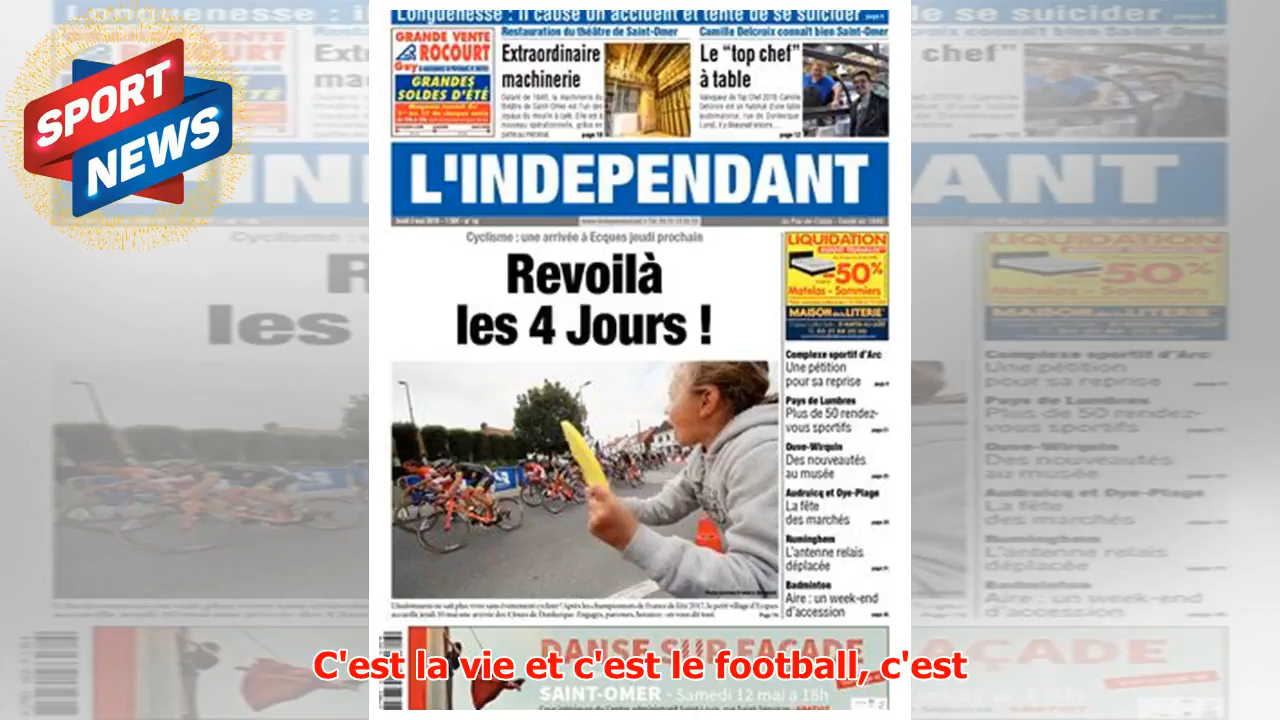 Longuenesse : il cause un accident et tente de se suicider page 6
SPORT
NEWS
GRANDE VENTE
ROCOURT
Guy
GRANDES
SOLDES D'ÉTÉ
Restauration du théâtre de Saint-Omer
Extraordinaire
machinerie
Camille Delcroix connaît bien Saint-Omer
Le "top chef"
à table
L'INDEPENDANT
Cyclisme : une arrivée à Ecques jeudi prochain
Revoilà
les 4 Jours !
LIQUIDATION
-50%
Matelas - Sommiers
MAISON de la LITERIE
Complexe sportif d'Arc
Une pétition
pour sa reprise
Pays de Lumbres
Plus de 50 rendez-
vous sportifs
Ouve-Wirquin
Des nouveautés
au musée
Audruicq et Oye-Plage
La fête
des marchés
Ruminghem
L'antenne relais
déplacée
Badminton
Aire : un week-end
d'accession
DANSE SUR FAÇADE
SAINT-OMER - Samedi 12 mai à 18h
C'est la vie et c'est le football, c'est